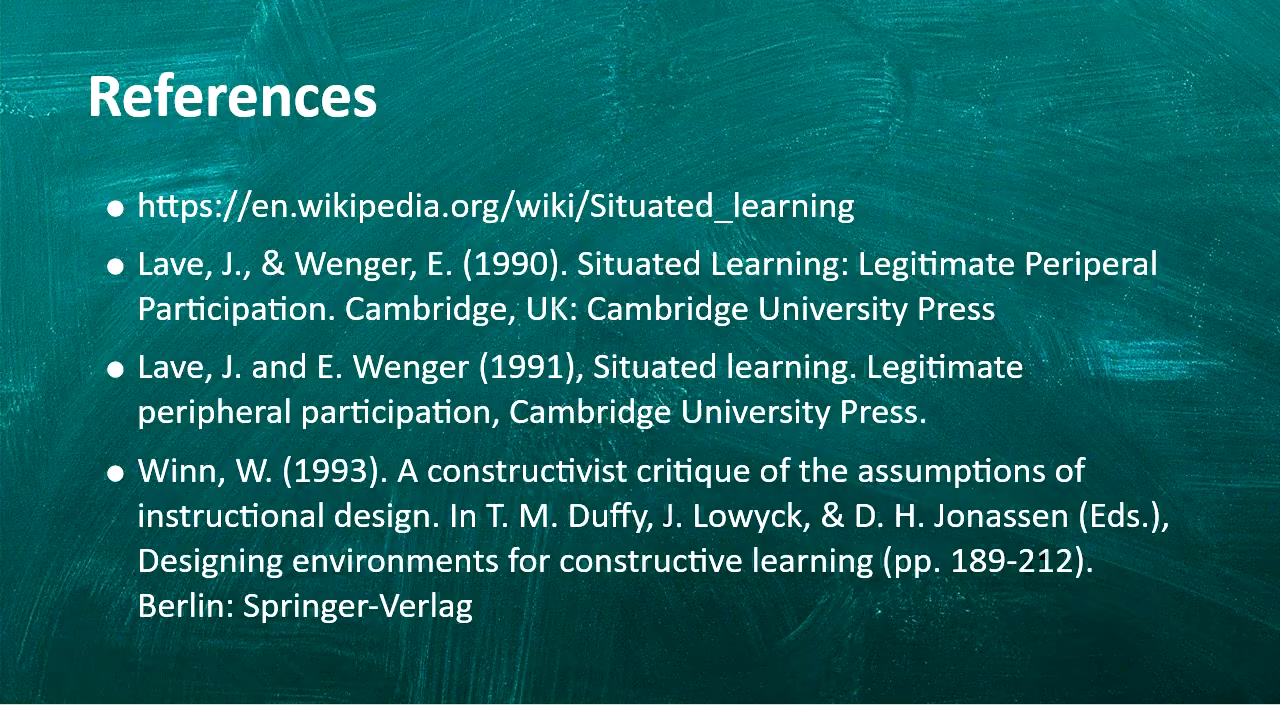 References
● https://en.wikipedia.org/wiki/Situated_learning
● Lave, J., & Wenger, E. (1990). Situated Learning: Legitimate Periperal
Participation. Cambridge, UK: Cambridge University Press
● Lave, J. and E. Wenger (1991), Situated learning. Legitimate
peripheral participation, Cambridge University Press.
● Winn, W. (1993). A constructivist critique of the assumptions of
instructional design. In T. M. Duffy, J. Lowyck, & D. H. Jonassen (Eds.),
Designing environments for constructive learning (pp. 189-212).
Berlin: Springer-Verlag